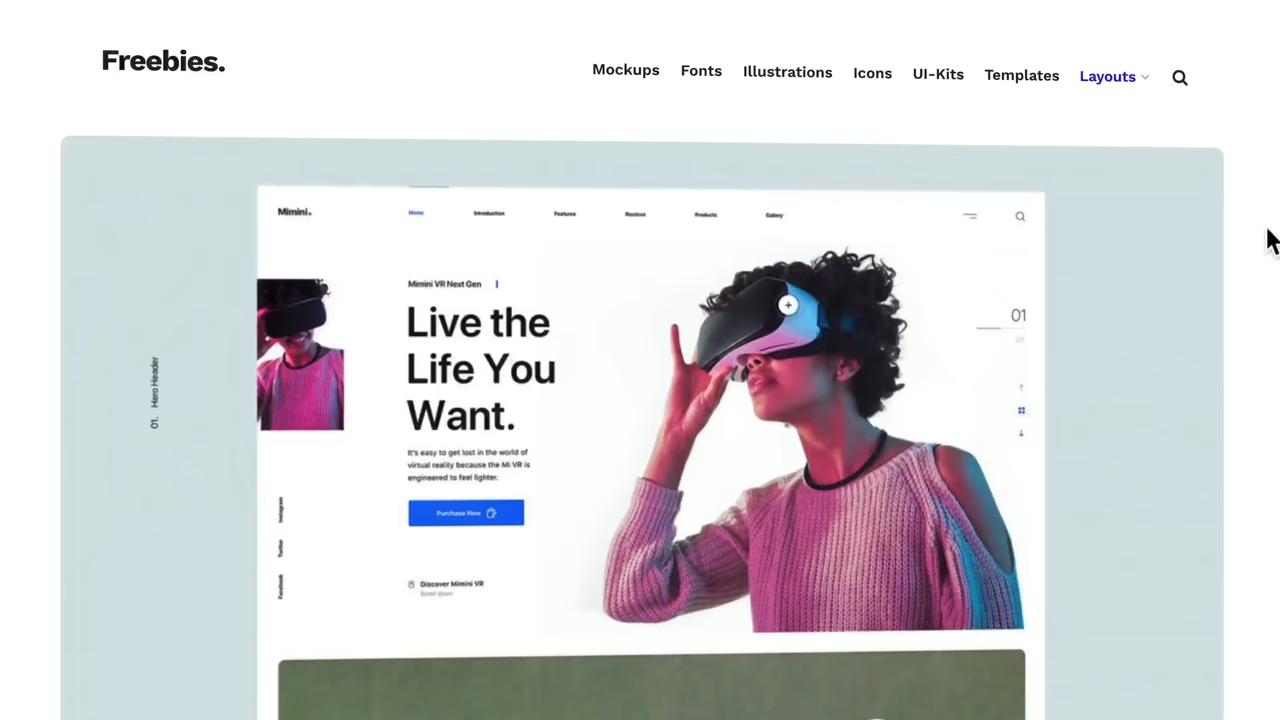 Freebies.
Mockups Fonts Illustrations Icons UI-Kits Templates Layouts
Mimini.
Home Introduction Features Reviews Products Gallery
Mimini VR Next Gen
Live the
Life You
Want.
It's easy to get lost in the world of
virtual reality because the Mi VR is
engineered to feel lighter.
Purchase Now
Discover Mimini VR
Scroll down
01
01. Hero Header
Instagram
Twitter
Facebook